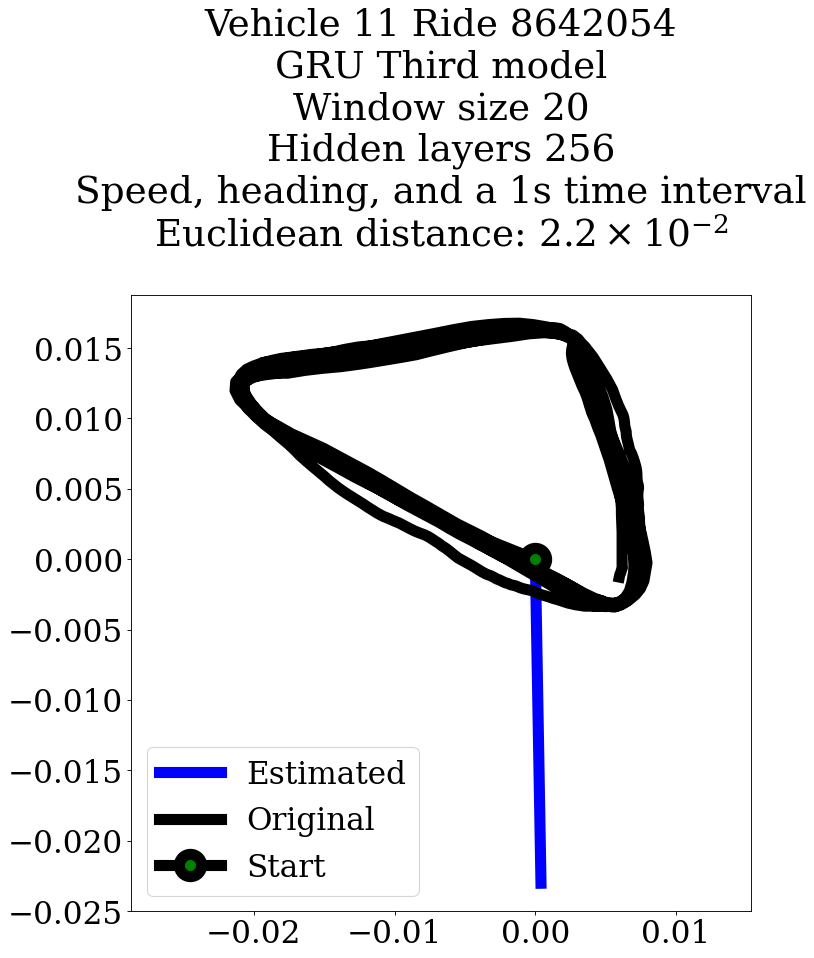 Vehicle 11 Ride 8642054
GRU Third model
Window size 20
Hidden layers 256
Speed, heading, and a 1s time interval
Euclidean distance: 2.2 × 10⁻²
0.015
0.010
0.005
0.000
−0.005
−0.010
−0.015
−0.020
−0.025
Estimated
Original
Start
−0.02 −0.01 0.00 0.01